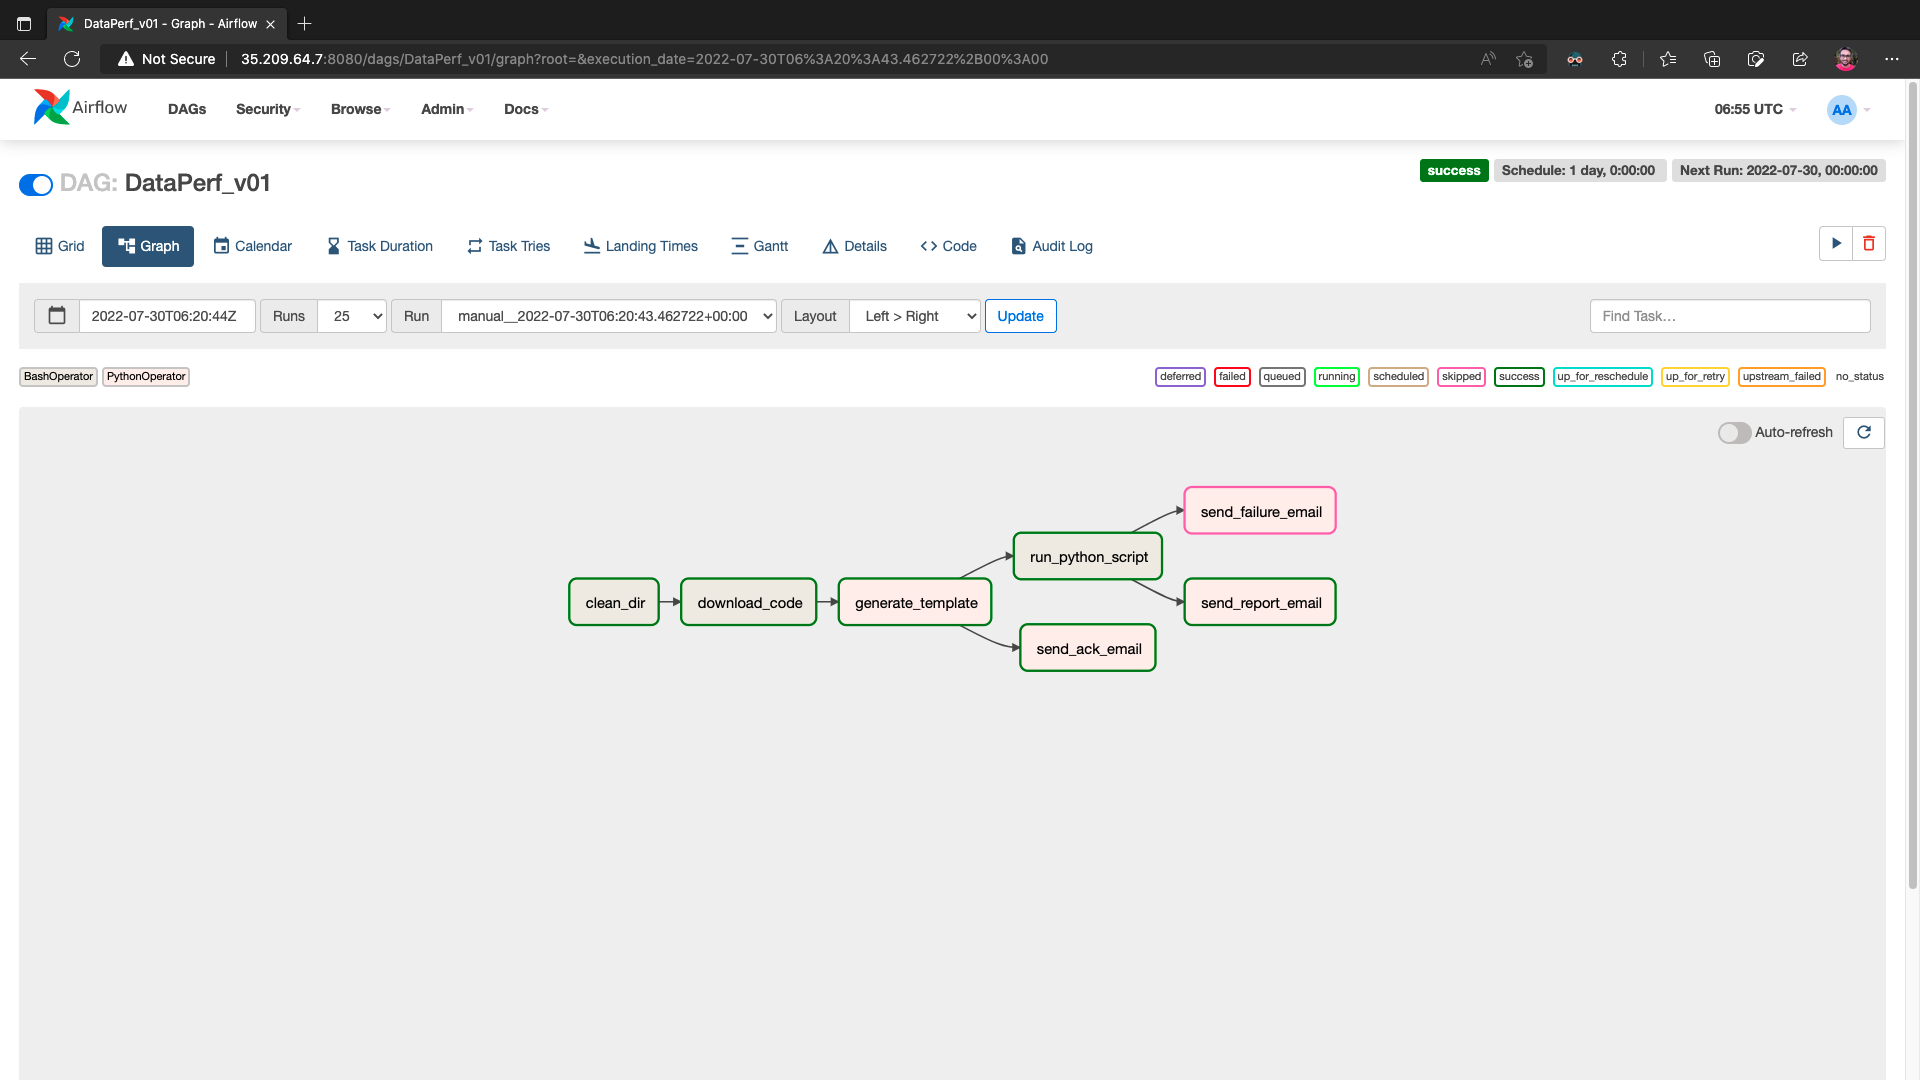 DataPerf_v01 - Graph - Airflow
Not Secure 35.209.64.7:8080/dags/DataPerf_v01/graph?root=&execution_date=2022-07-30T06%3A20%3A43.462722%2B00%3A00
Airflow DAGs Security Browse Admin Docs 06:55 UTC AA
DAG: DataPerf_v01 success Schedule: 1 day, 0:00:00 Next Run: 2022-07-30, 00:00:00
Grid Graph Calendar Task Duration Task Tries Landing Times Gantt Details Code Audit Log
2022-07-30T06:20:44Z Runs 25 Run manual__2022-07-30T06:20:43.462722+00:00 Layout Left > Right Update Find Task...
BashOperator PythonOperator deferred failed queued running scheduled skipped success up_for_reschedule up_for_retry upstream_failed no_status
Auto-refresh
send_failure_email
run_python_script
clean_dir download_code generate_template send_report_email
send_ack_email